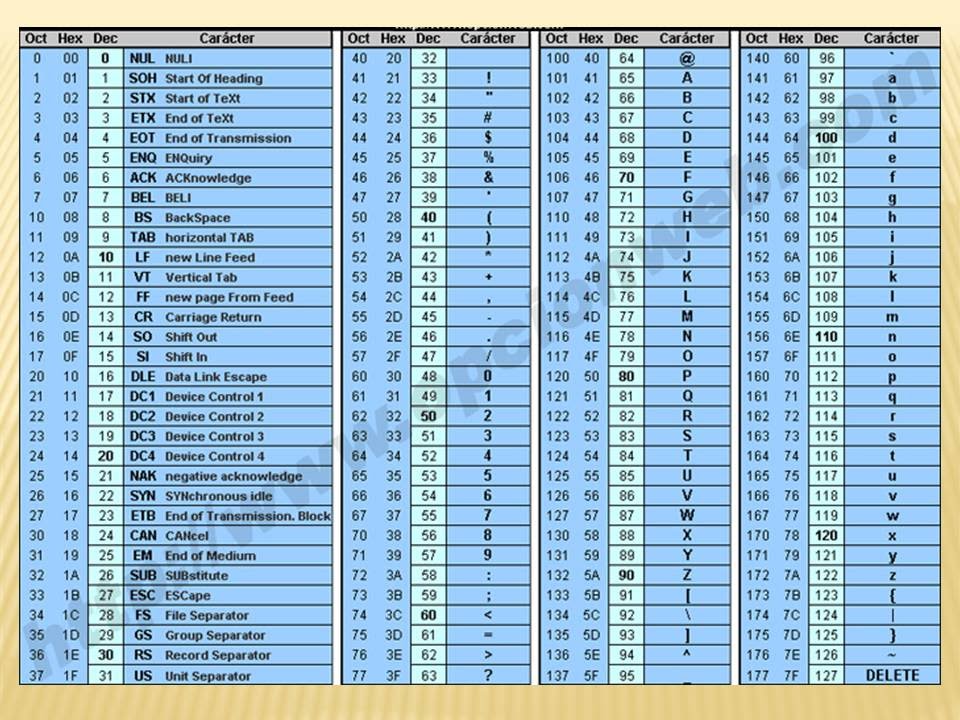 Oct Hex Dec Carácter Oct Hex Dec Carácter Oct Hex Dec Carácter Oct Hex Dec Carácter
0 00 0 NUL NULl 40 20 32 100 40 64 @ 140 60 96 `
1 01 1 SOH Start Of Heading 41 21 33 ! 101 41 65 A 141 61 97 a
2 02 2 STX Start of TeXt 42 22 34 " 102 42 66 B 142 62 98 b
3 03 3 ETX End of TeXt 43 23 35 # 103 43 67 C 143 63 99 c
4 04 4 EOT End of Transmission 44 24 36 $ 104 44 68 D 144 64 100 d
5 05 5 ENQ ENQuiry 45 25 37 % 105 45 69 E 145 65 101 e
6 06 6 ACK ACKnowledge 46 26 38 & 106 46 70 F 146 66 102 f
7 07 7 BEL BELl 47 27 39 ' 107 47 71 G 147 67 103 g
10 08 8 BS BackSpace 50 28 40 ( 110 48 72 H 150 68 104 h
11 09 9 TAB horizontal TAB 51 29 41 ) 111 49 73 I 151 69 105 i
12 0A 10 LF new Line Feed 52 2A 42 * 112 4A 74 J 152 6A 106 j
13 0B 11 VT Vertical Tab 53 2B 43 + 113 4B 75 K 153 6B 107 k
14 0C 12 FF new page From Feed 54 2C 44 , 114 4C 76 L 154 6C 108 l
15 0D 13 CR Carriage Return 55 2D 45 - 115 4D 77 M 155 6D 109 m
16 0E 14 SO Shift Out 56 2E 46 . 116 4E 78 N 156 6E 110 n
17 0F 15 SI Shift In 57 2F 47 / 117 4F 79 O 157 6F 111 o
20 10 16 DLE Data Link Escape 60 30 48 0 120 50 80 P 160 70 112 p
21 11 17 DC1 Device Control 1 61 31 49 1 121 51 81 Q 161 71 113 q
22 12 18 DC2 Device Control 2 62 32 50 2 122 52 82 R 162 72 114 r
23 13 19 DC3 Device Control 3 63 33 51 3 123 53 83 S 163 73 115 s
24 14 20 DC4 Device Control 4 64 34 52 4 124 54 84 T 164 74 116 t
25 15 21 NAK negative acknowledge 65 35 53 5 125 55 85 U 165 75 117 u
26 16 22 SYN SYNchronous idle 66 36 54 6 126 56 86 V 166 76 118 v
27 17 23 ETB End of Transmission. Block 67 37 55 7 127 57 87 W 167 77 119 w
30 18 24 CAN CANcel 70 38 56 8 130 58 88 X 170 78 120 x
31 19 25 EM End of Medium 71 39 57 9 131 59 89 Y 171 79 121 y
32 1A 26 SUB SUBstitute 72 3A 58 : 132 5A 90 Z 172 7A 122 z
33 1B 27 ESC ESCape 73 3B 59 ; 133 5B 91 [ 173 7B 123 {
34 1C 28 FS File Separator 74 3C 60 < 134 5C 92 \ 174 7C 124 |
35 1D 29 GS Group Separator 75 3D 61 = 135 5D 93 ] 175 7D 125 }
36 1E 30 RS Record Separator 76 3E 62 > 136 5E 94 ^ 176 7E 126 ~
37 1F 31 US Unit Separator 77 3F 63 ? 137 5F 95 _ 177 7F 127 DELETE
http://www.opcionweb.com